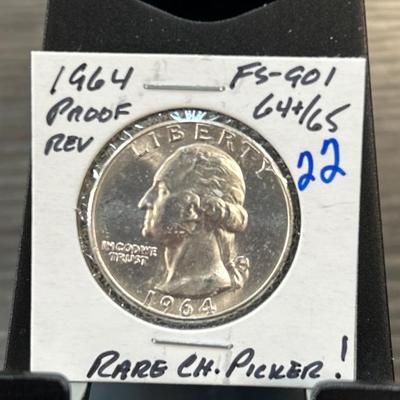 1964 FS-901
PROOF 64+/65
REV
22
LIBERTY
IN GOD WE
TRUST
1964
RARE CH. PICKER!